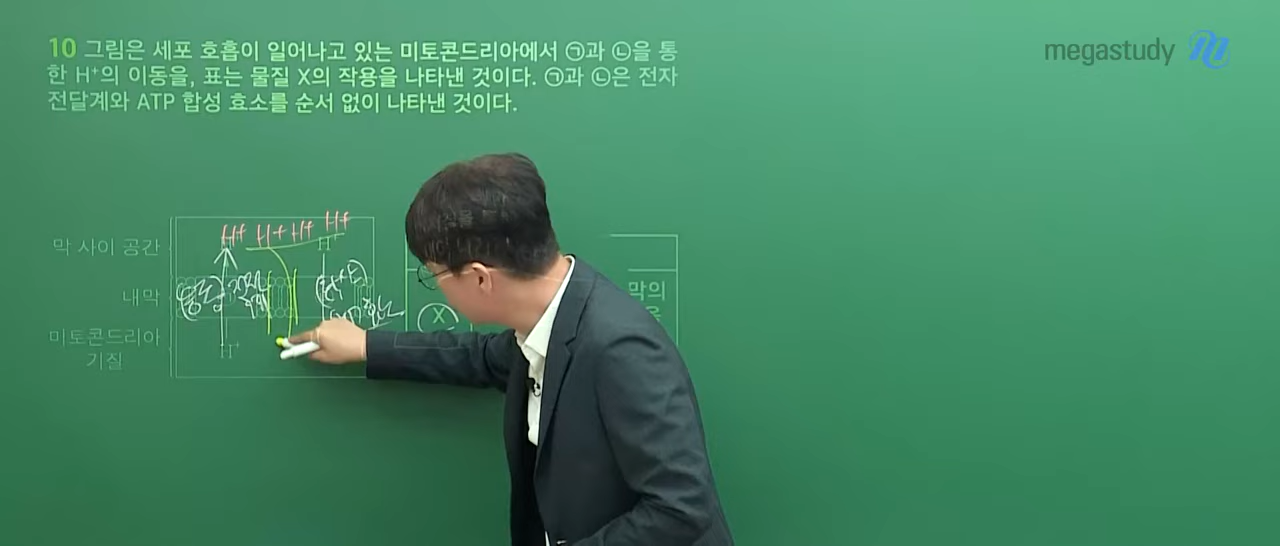 megastudy
10 그림은 세포 호흡이 일어나고 있는 미토콘드리아에서 ㉠과 ㉡을 통
한 H⁺의 이동을, 표는 물질 X의 작용을 나타낸 것이다. ㉠과 ㉡은 전자
전달계와 ATP 합성 효소를 순서 없이 나타낸 것이다.
H⁺ H⁺ H⁺ H⁺
막 사이 공간
H⁺
내막
막의
X
미토콘드리아
기질
H⁺